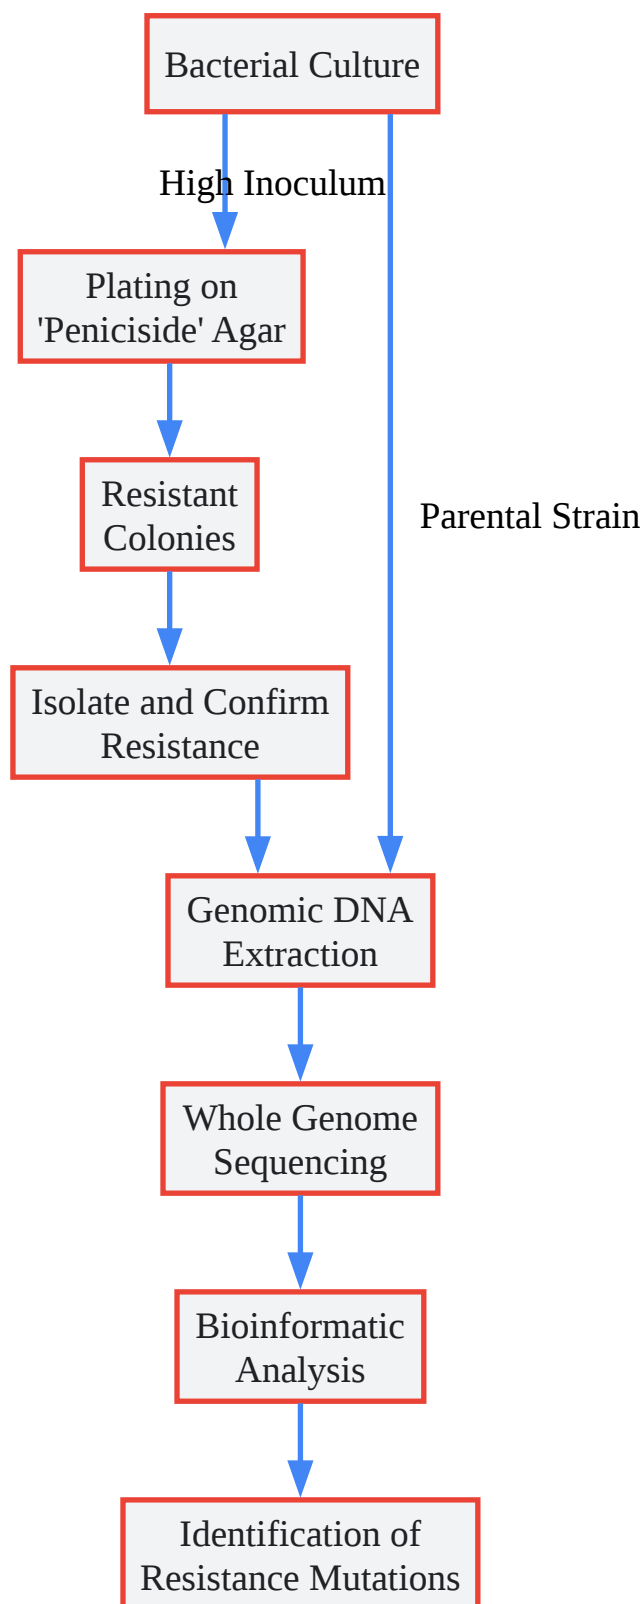 Bacterial Culture
High Inoculum
Plating on
'Peniciside' Agar
Resistant
Colonies
Parental Strain
Isolate and Confirm
Resistance
Genomic DNA
Extraction
Whole Genome
Sequencing
Bioinformatic
Analysis
Identification of
Resistance Mutations